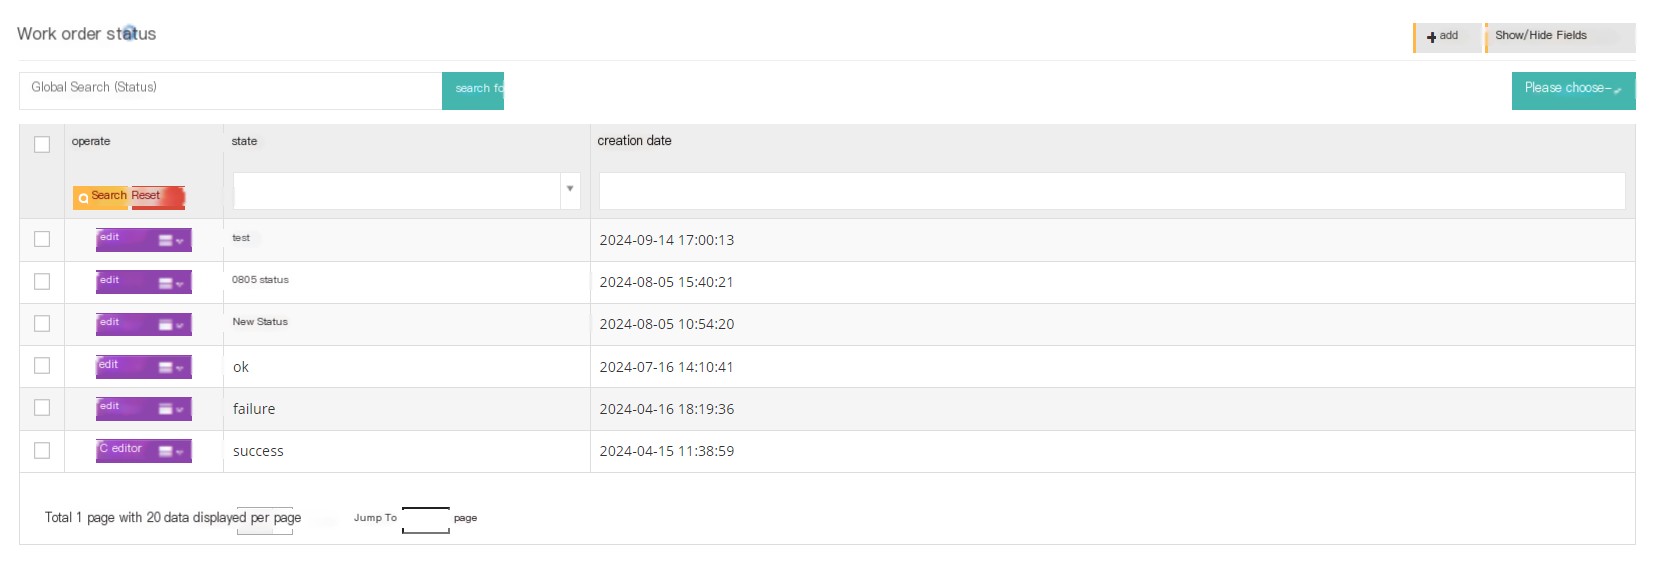 Work order status
add Show/Hide Fields
Global Search (Status) search fo Please choose-
operate state creation date
Search Reset
edit test 2024-09-14 17:00:13
edit 0805 status 2024-08-05 15:40:21
edit New Status 2024-08-05 10:54:20
edit ok 2024-07-16 14:10:41
edit failure 2024-04-16 18:19:36
C editor success 2024-04-15 11:38:59
Total 1 page with 20 data displayed per page Jump To page